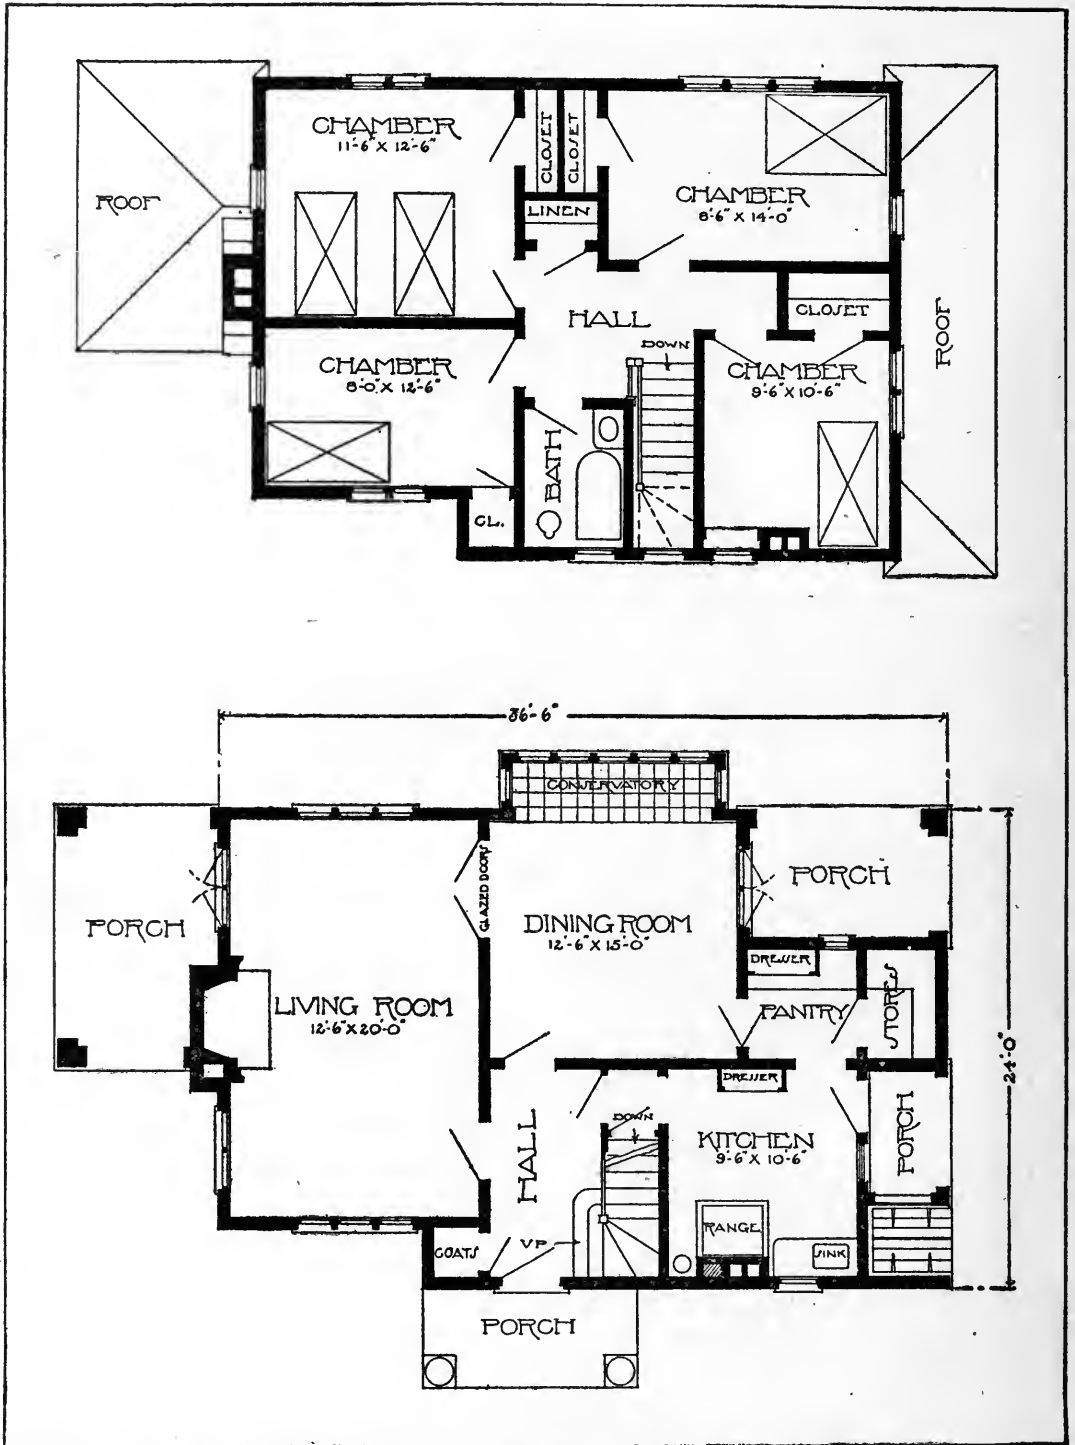 CHAMBER
11'-6" X 12'-6"
CLOSET
CLOSET
CHAMBER
8'-6" X 14'-0"
ROOF
LINEN
HALL
CLOSET
ROOF
DOWN
CHAMBER
8'-0" X 12'-6"
CHAMBER
9'-6" X 10'-6"
BATH
CL.
36'-6"
CONSERVATORY
GLAZED DOORS
PORCH
PORCH
DINING ROOM
12'-6" X 15'-0"
DRESSER
STORES
LIVING ROOM
12'-6" X 20'-0"
PANTRY
24'-0"
DRESSER
DOWN
HALL
KITCHEN
9'-6" X 10'-6"
PORCH
RANGE
COATS
UP
SINK
PORCH